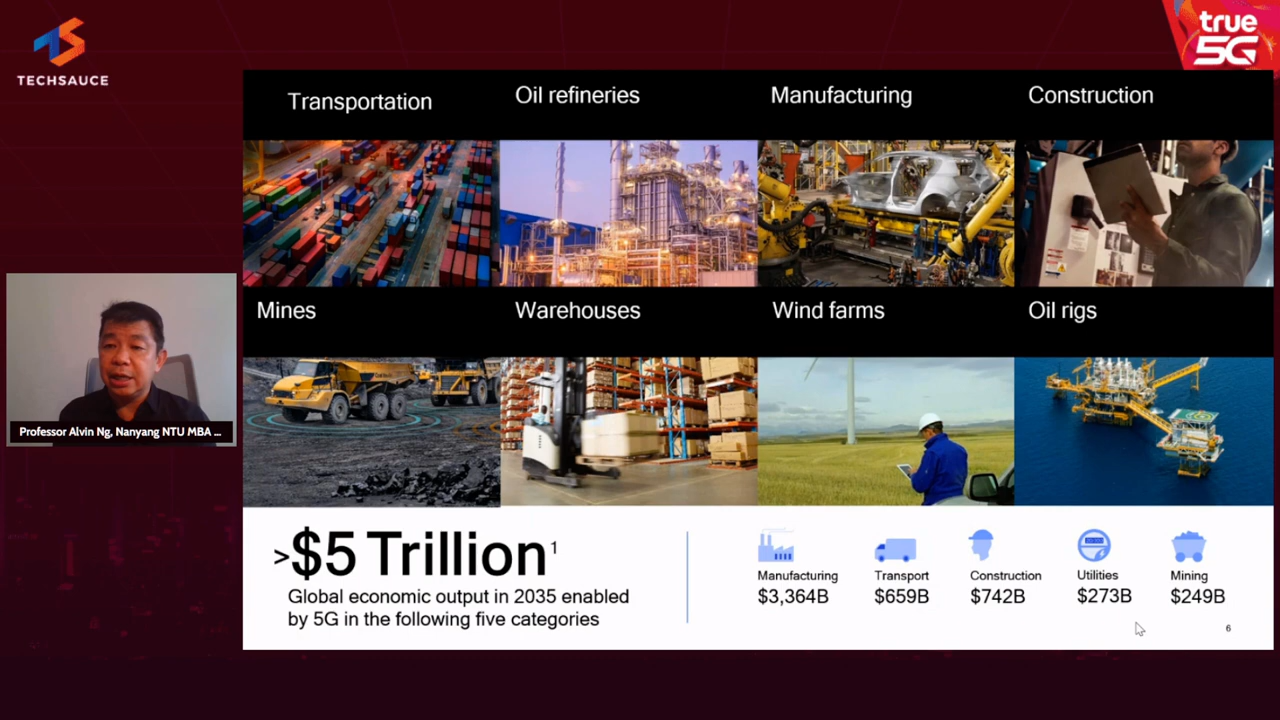 TECHSAUCE
true
5G
Transportation
Oil refineries
Manufacturing
Construction
Mines
Warehouses
Wind farms
Oil rigs
Professor Alvin Ng, Nanyang NTU MBA ...
>$5 Trillion¹
Global economic output in 2035 enabled
by 5G in the following five categories
Manufacturing
$3,364B
Transport
$659B
Construction
$742B
Utilities
$273B
Mining
$249B
6